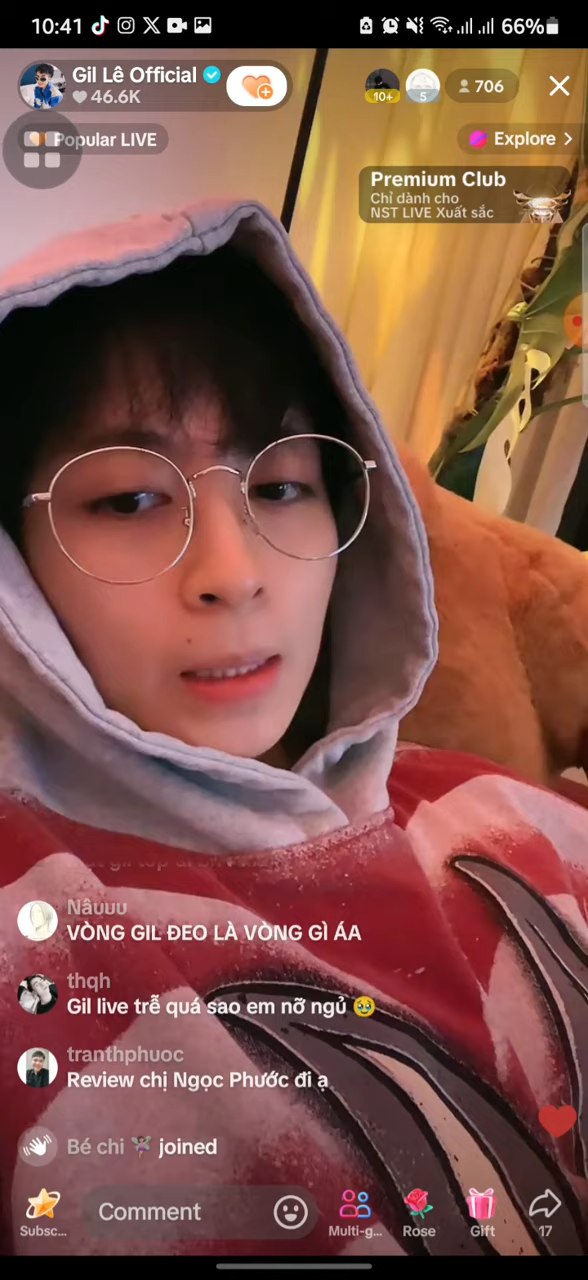 10:41
66%
Gil Lê Official
46.6K
10+
5
706
Popular LIVE
Explore >
Premium Club
Chỉ dành cho
NST LIVE Xuất sắc
Nâuuu
VÒNG GIL ĐEO LÀ VÒNG GÌ ÁA
thqh
Gil live trễ quá sao em nỡ ngủ 🥹
tranthphuoc
Review chị Ngọc Phước đi ạ
Bé chi 🧚🏻‍♀️ joined
Subsc...
Comment
Multi-g...
Rose
Gift
17